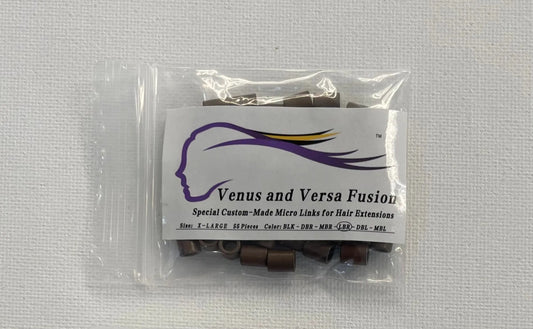 TM
Venus and Versa Fusion
Special Custom-Made Micro Links for Hair Extensions
Size: X-LARGE 50 Pieces Color: BLK - DBR - MBR - LBR - DBL - MBL